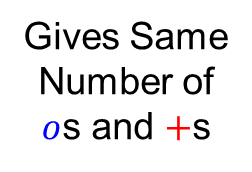 Gives Same
Number of
os and +s